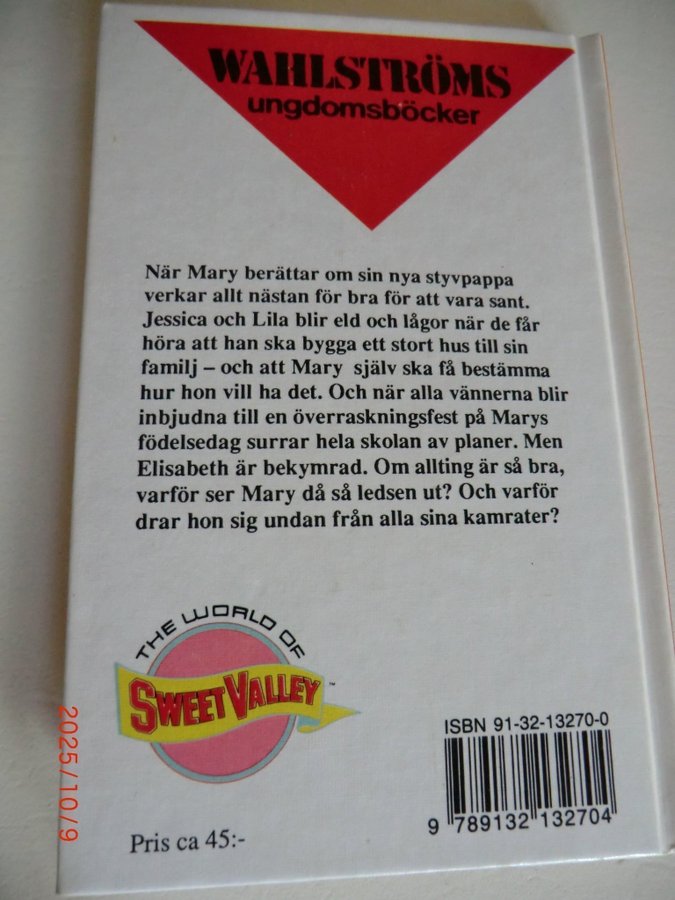 WAHLSTRÖMS
ungdomsböcker
När Mary berättar om sin nya styvpappa
verkar allt nästan för bra för att vara sant.
Jessica och Lila blir eld och lågor när de får
höra att han ska bygga ett stort hus till sin
familj – och att Mary själv ska få bestämma
hur hon vill ha det. Och när alla vännerna blir
inbjudna till en överraskningsfest på Marys
födelsedag surrar hela skolan av planer. Men
Elisabeth är bekymrad. Om allting är så bra,
varför ser Mary då så ledsen ut? Och varför
drar hon sig undan från alla sina kamrater?
THE WORLD OF
SWEET VALLEY™
ISBN 91-32-13270-0
9 789132 132704
Pris ca 45:-
2025/10/9